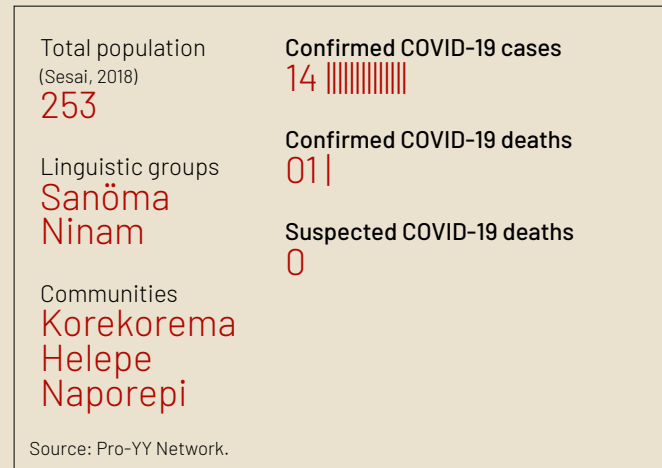 Total population
(Sesai, 2018)
253
Linguistic groups
Sanöma
Ninam
Communities
Korekorema
Helepe
Naporepi
Confirmed COVID-19 cases
14
Confirmed COVID-19 deaths
01
Suspected COVID-19 deaths
0
Source: Pro-YY Network.